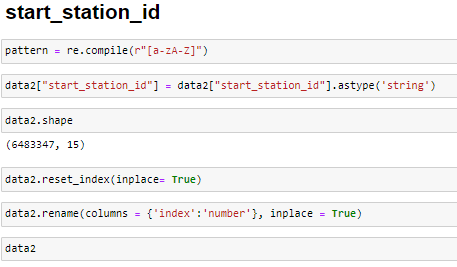 start_station_id
pattern = re.compile(r"[a-zA-Z]")
data2["start_station_id"] = data2["start_station_id"].astype('string')
data2.shape
(6483347, 15)
data2.reset_index(inplace= True)
data2.rename(columns = {'index':'number'}, inplace = True)
data2